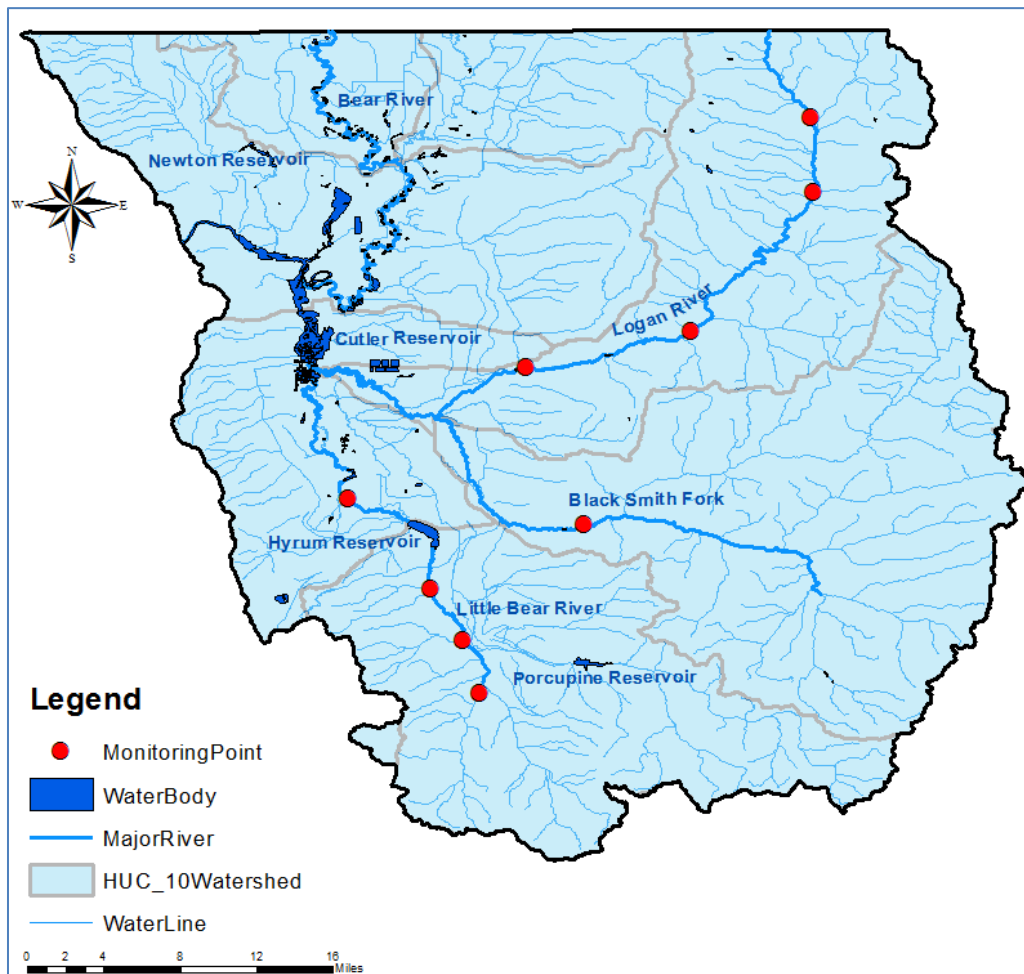 Bear River
Newton Reservoir
N
W
E
S
Logan River
Cutler Reservoir
Black Smith Fork
Hyrum Reservoir
Little Bear River
Porcupine Reservoir
Legend
MonitoringPoint
WaterBody
MajorRiver
HUC_10Watershed
WaterLine
0 2 4 8 12 16
Miles